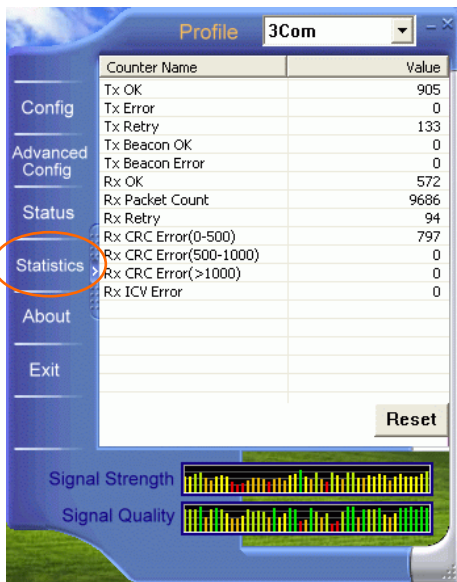 Profile 3Com
Counter Name Value
Tx OK 905
Tx Error 0
Tx Retry 133
Tx Beacon OK 0
Tx Beacon Error 0
Rx OK 572
Rx Packet Count 9686
Rx Retry 94
Rx CRC Error(0-500) 797
Rx CRC Error(500-1000) 0
Rx CRC Error(>1000) 0
Rx ICV Error 0
Config
Advanced
Config
Status
Statistics
About
Exit
Reset
Signal Strength
Signal Quality